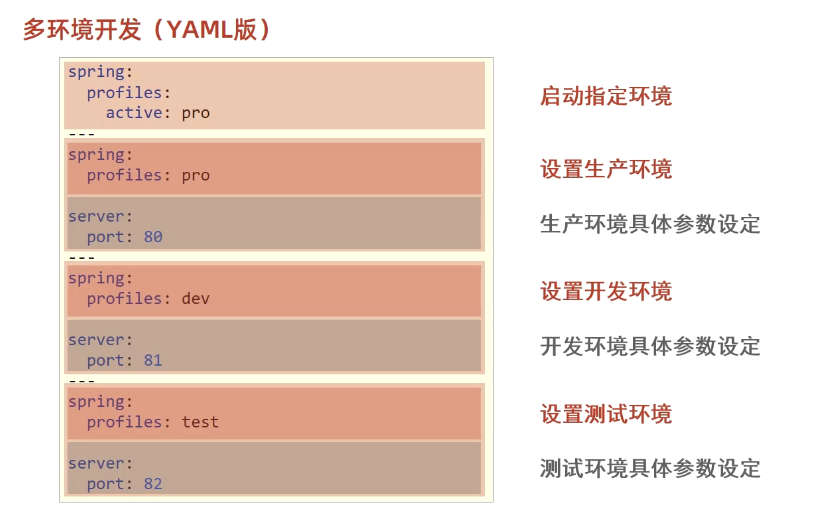 多环境开发（YAML版）
spring:
  profiles:
    active: pro
启动指定环境
---
spring:
  profiles: pro
设置生产环境
server:
  port: 80
生产环境具体参数设定
---
spring:
  profiles: dev
设置开发环境
server:
  port: 81
开发环境具体参数设定
---
spring:
  profiles: test
设置测试环境
server:
  port: 82
测试环境具体参数设定